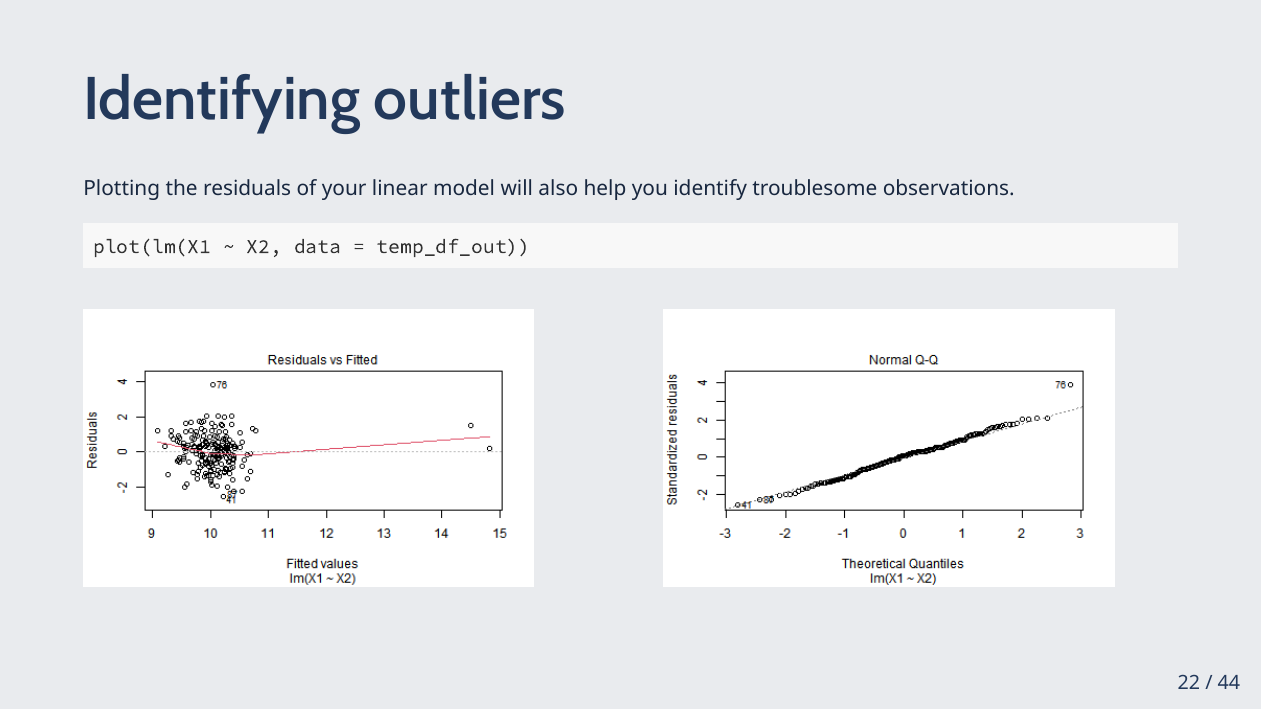 Identifying outliers
Plotting the residuals of your linear model will also help you identify troublesome observations.
plot(lm(X1 ~ X2, data = temp_df_out))
Residuals vs Fitted
Residuals
4
2
0
-2
76
41
9 10 11 12 13 14 15
Fitted values
lm(X1 ~ X2)
Normal Q-Q
Standardized residuals
4
2
0
-2
76
41
-3 -2 -1 0 1 2 3
Theoretical Quantiles
lm(X1 ~ X2)
22 / 44